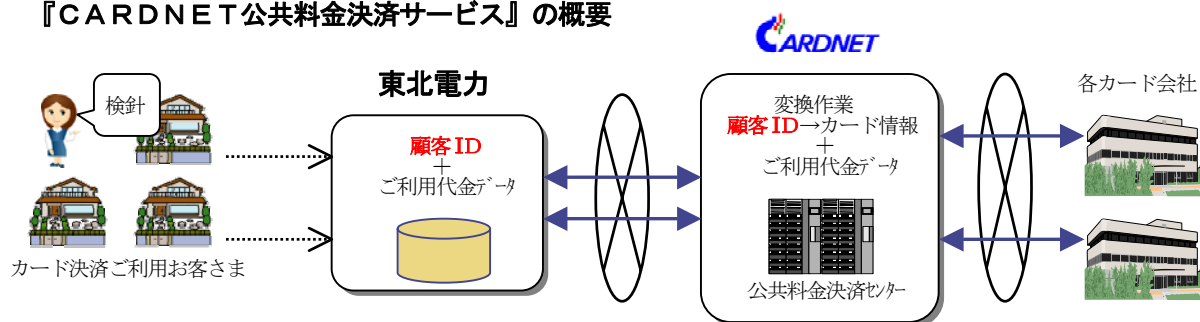 『ＣＡＲＤＮＥＴ公共料金決済サービス』の概要
CARDNET
東北電力
各カード会社
検針
変換作業
顧客ID→カード情報
＋
ご利用代金ﾃﾞｰﾀ
顧客ID
＋
ご利用代金ﾃﾞｰﾀ
カード決済ご利用お客さま
公共料金決済ｾﾝﾀｰ